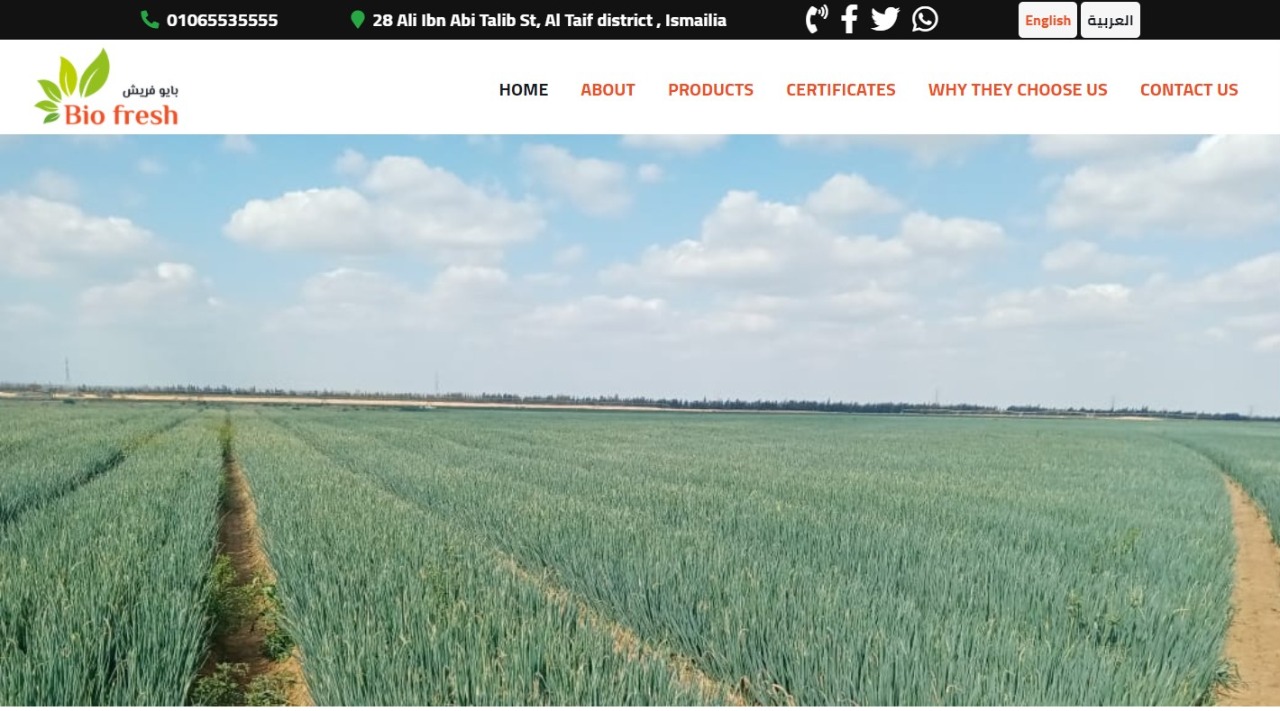 01065535555
28 Ali Ibn Abi Talib St, Al Taif district , Ismailia
English
العربية
بايو فريش
Bio fresh
HOME
ABOUT
PRODUCTS
CERTIFICATES
WHY THEY CHOOSE US
CONTACT US